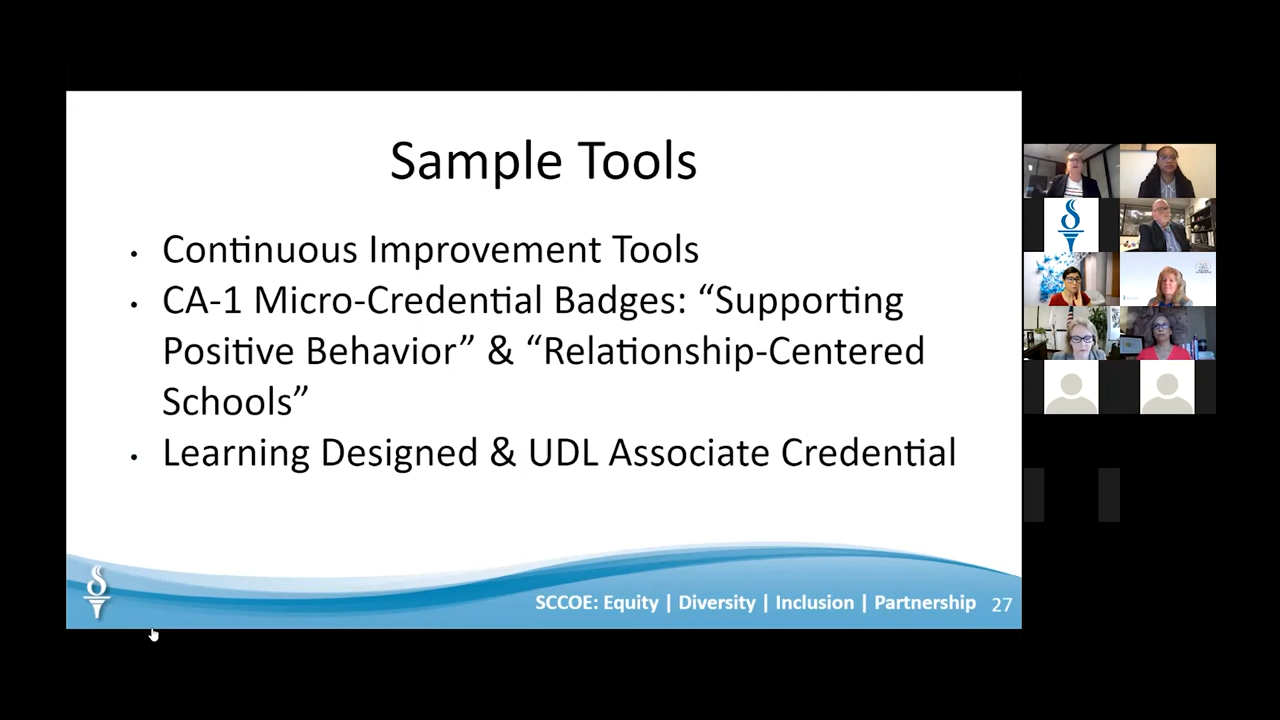 Sample Tools
• Continuous Improvement Tools
• CA-1 Micro-Credential Badges: “Supporting
Positive Behavior” & “Relationship-Centered
Schools”
• Learning Designed & UDL Associate Credential
SCCOE: Equity | Diversity | Inclusion | Partnership 27